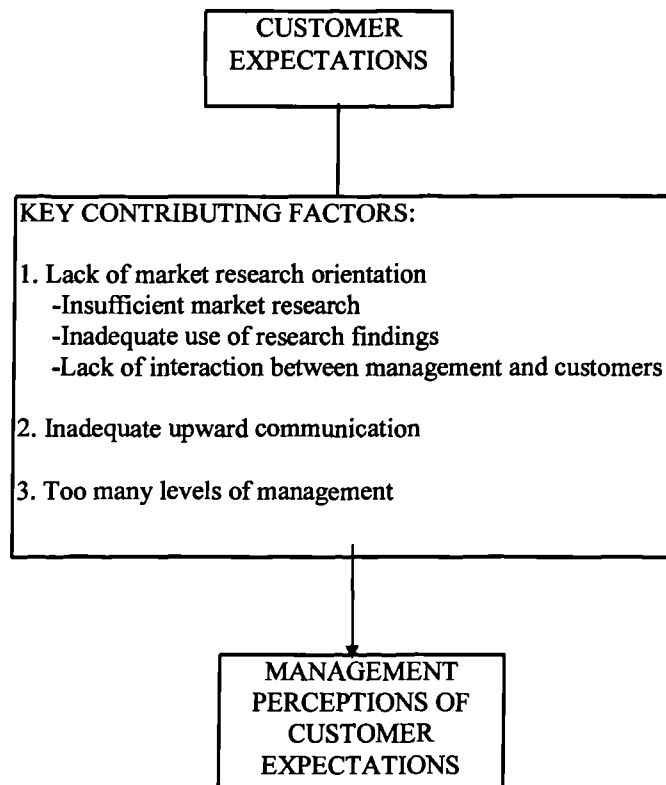 CUSTOMER
EXPECTATIONS
KEY CONTRIBUTING FACTORS:
1. Lack of market research orientation
-Insufficient market research
-Inadequate use of research findings
-Lack of interaction between management and customers
2. Inadequate upward communication
3. Too many levels of management
MANAGEMENT
PERCEPTIONS OF
CUSTOMER
EXPECTATIONS